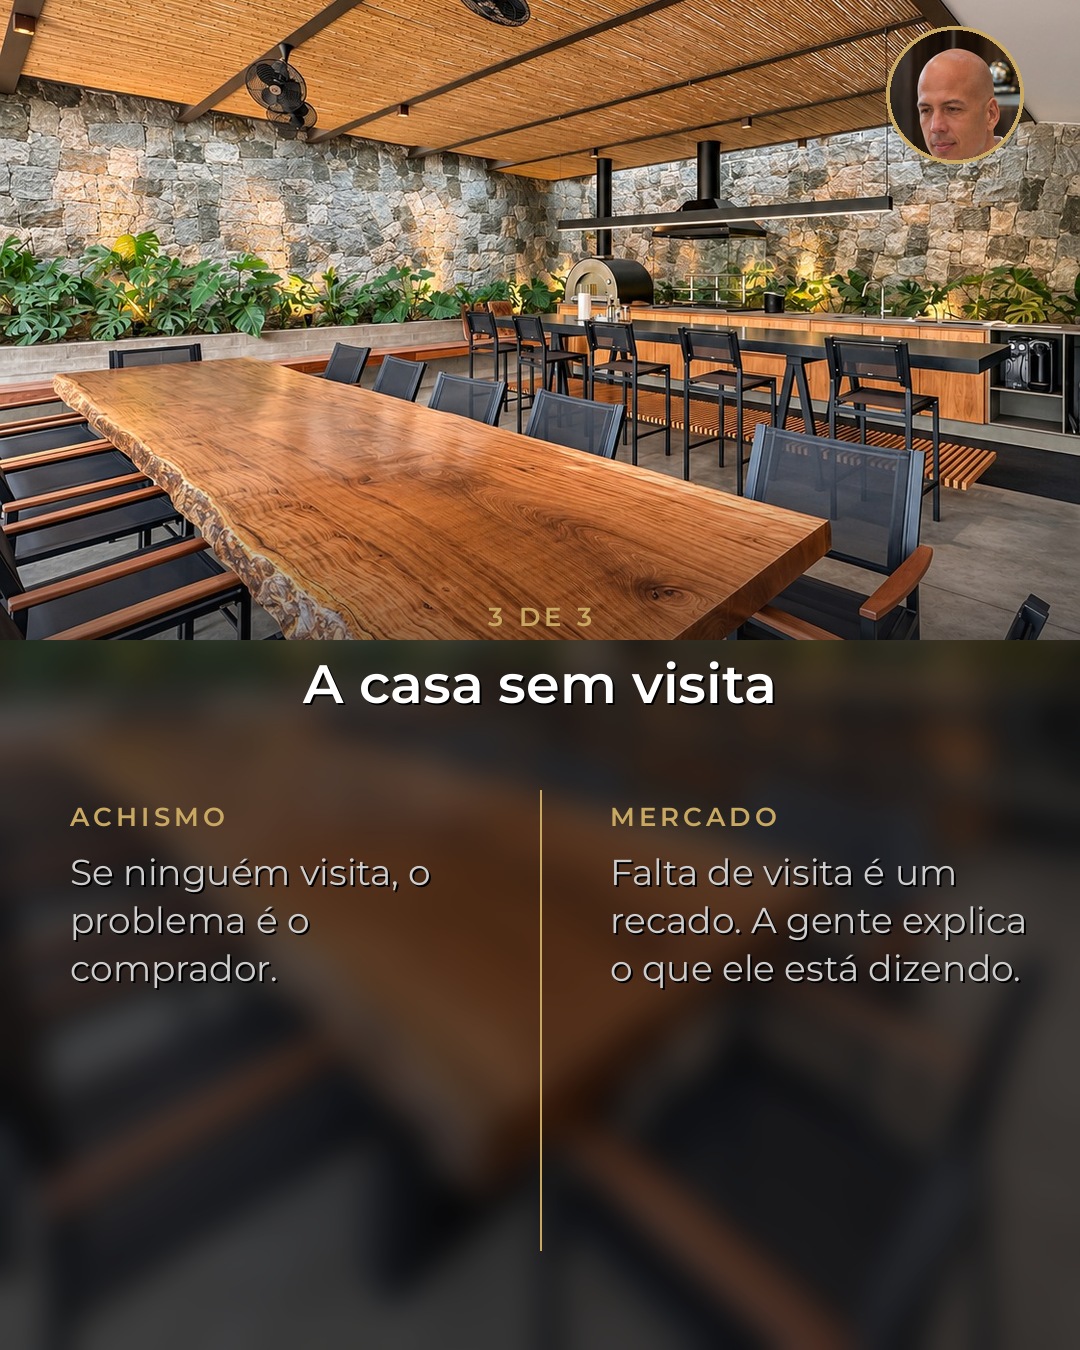 3 DE 3
A casa sem visita
ACHISMO
Se ninguém visita, o
problema é o
comprador.
MERCADO
Falta de visita é um
recado. A gente explica
o que ele está dizendo.